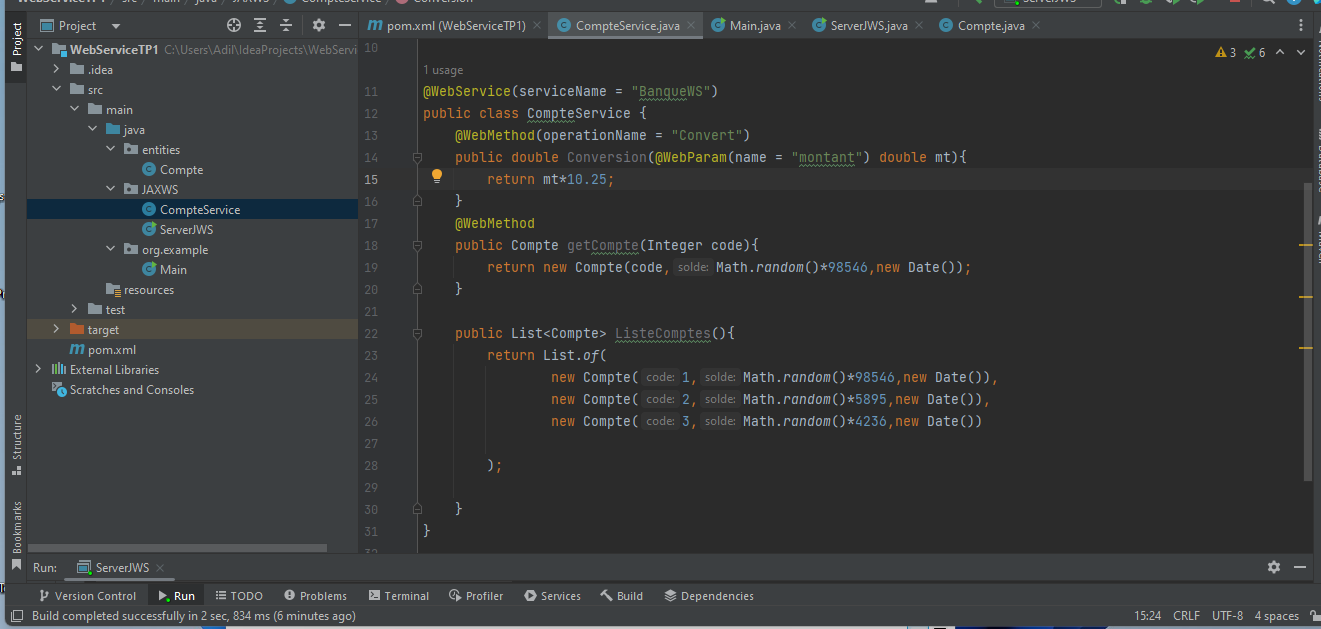 WebServiceTP1 src main java JAXWS CompteService Conversion ServerJWS
Project
pom.xml (WebServiceTP1) CompteService.java Main.java ServerJWS.java Compte.java
Project
WebServiceTP1 C:\Users\Adil\IdeaProjects\WebServi
.idea
src
main
java
entities
Compte
JAXWS
CompteService
ServerJWS
org.example
Main
resources
test
target
pom.xml
External Libraries
Scratches and Consoles
Structure
Bookmarks
3 6
10
1 usage
11 @WebService(serviceName = "BanqueWS")
12 public class CompteService {
13 @WebMethod(operationName = "Convert")
14 public double Conversion(@WebParam(name = "montant") double mt){
15 return mt*10.25;
16 }
17 @WebMethod
18 public Compte getCompte(Integer code){
19 return new Compte(code, solde: Math.random()*98546,new Date());
20 }
21
22 public List<Compte> ListeComptes(){
23 return List.of(
24 new Compte( code: 1, solde: Math.random()*98546,new Date()),
25 new Compte( code: 2, solde: Math.random()*5895,new Date()),
26 new Compte( code: 3, solde: Math.random()*4236,new Date())
27
28 );
29
30 }
31 }
32
Run: ServerJWS
Version Control Run TODO Problems Terminal Profiler Services Build Dependencies
Build completed successfully in 2 sec, 834 ms (6 minutes ago) 15:24 CRLF UTF-8 4 spaces